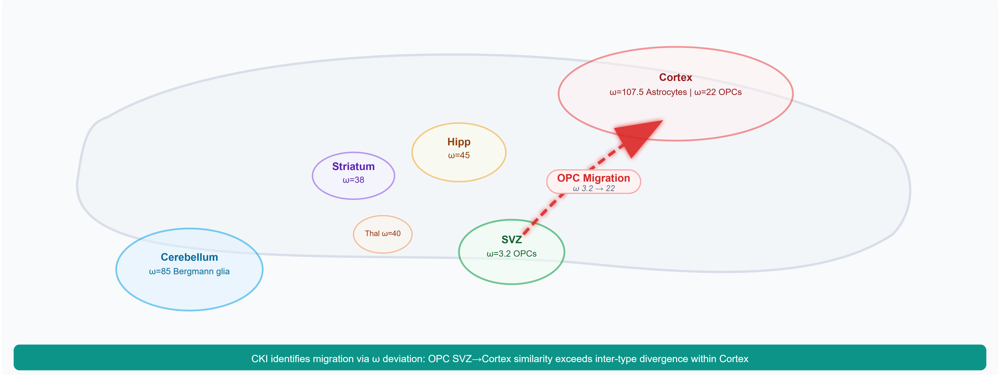 Cortex
ω=107.5 Astrocytes | ω=22 OPCs
Hipp
ω=45
Striatum
ω=38
OPC Migration
ω 3.2 → 22
Thal ω=40
SVZ
ω=3.2 OPCs
Cerebellum
ω=85 Bergmann glia
CKI identifies migration via ω deviation: OPC SVZ→Cortex similarity exceeds inter-type divergence within Cortex